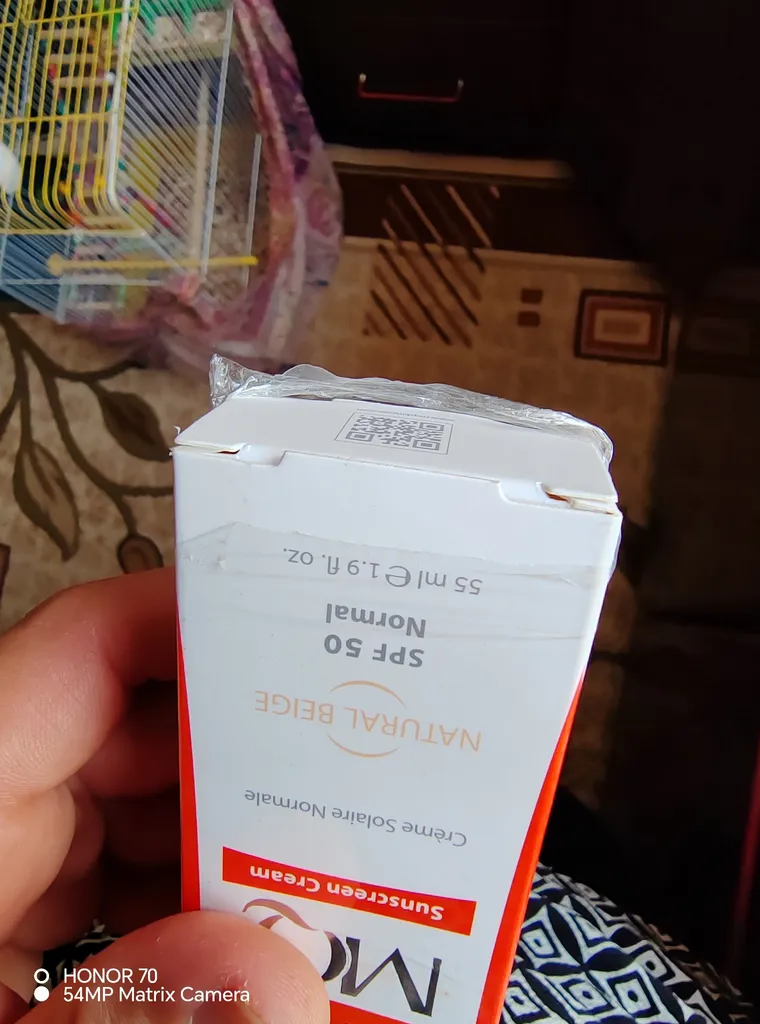 Sunscreen Cream
Crème Solaire Normale
NATURAL BEIGE
SPF 50
Normal
55 ml e 1.9 fl. oz.
HONOR 70
54MP Matrix Camera